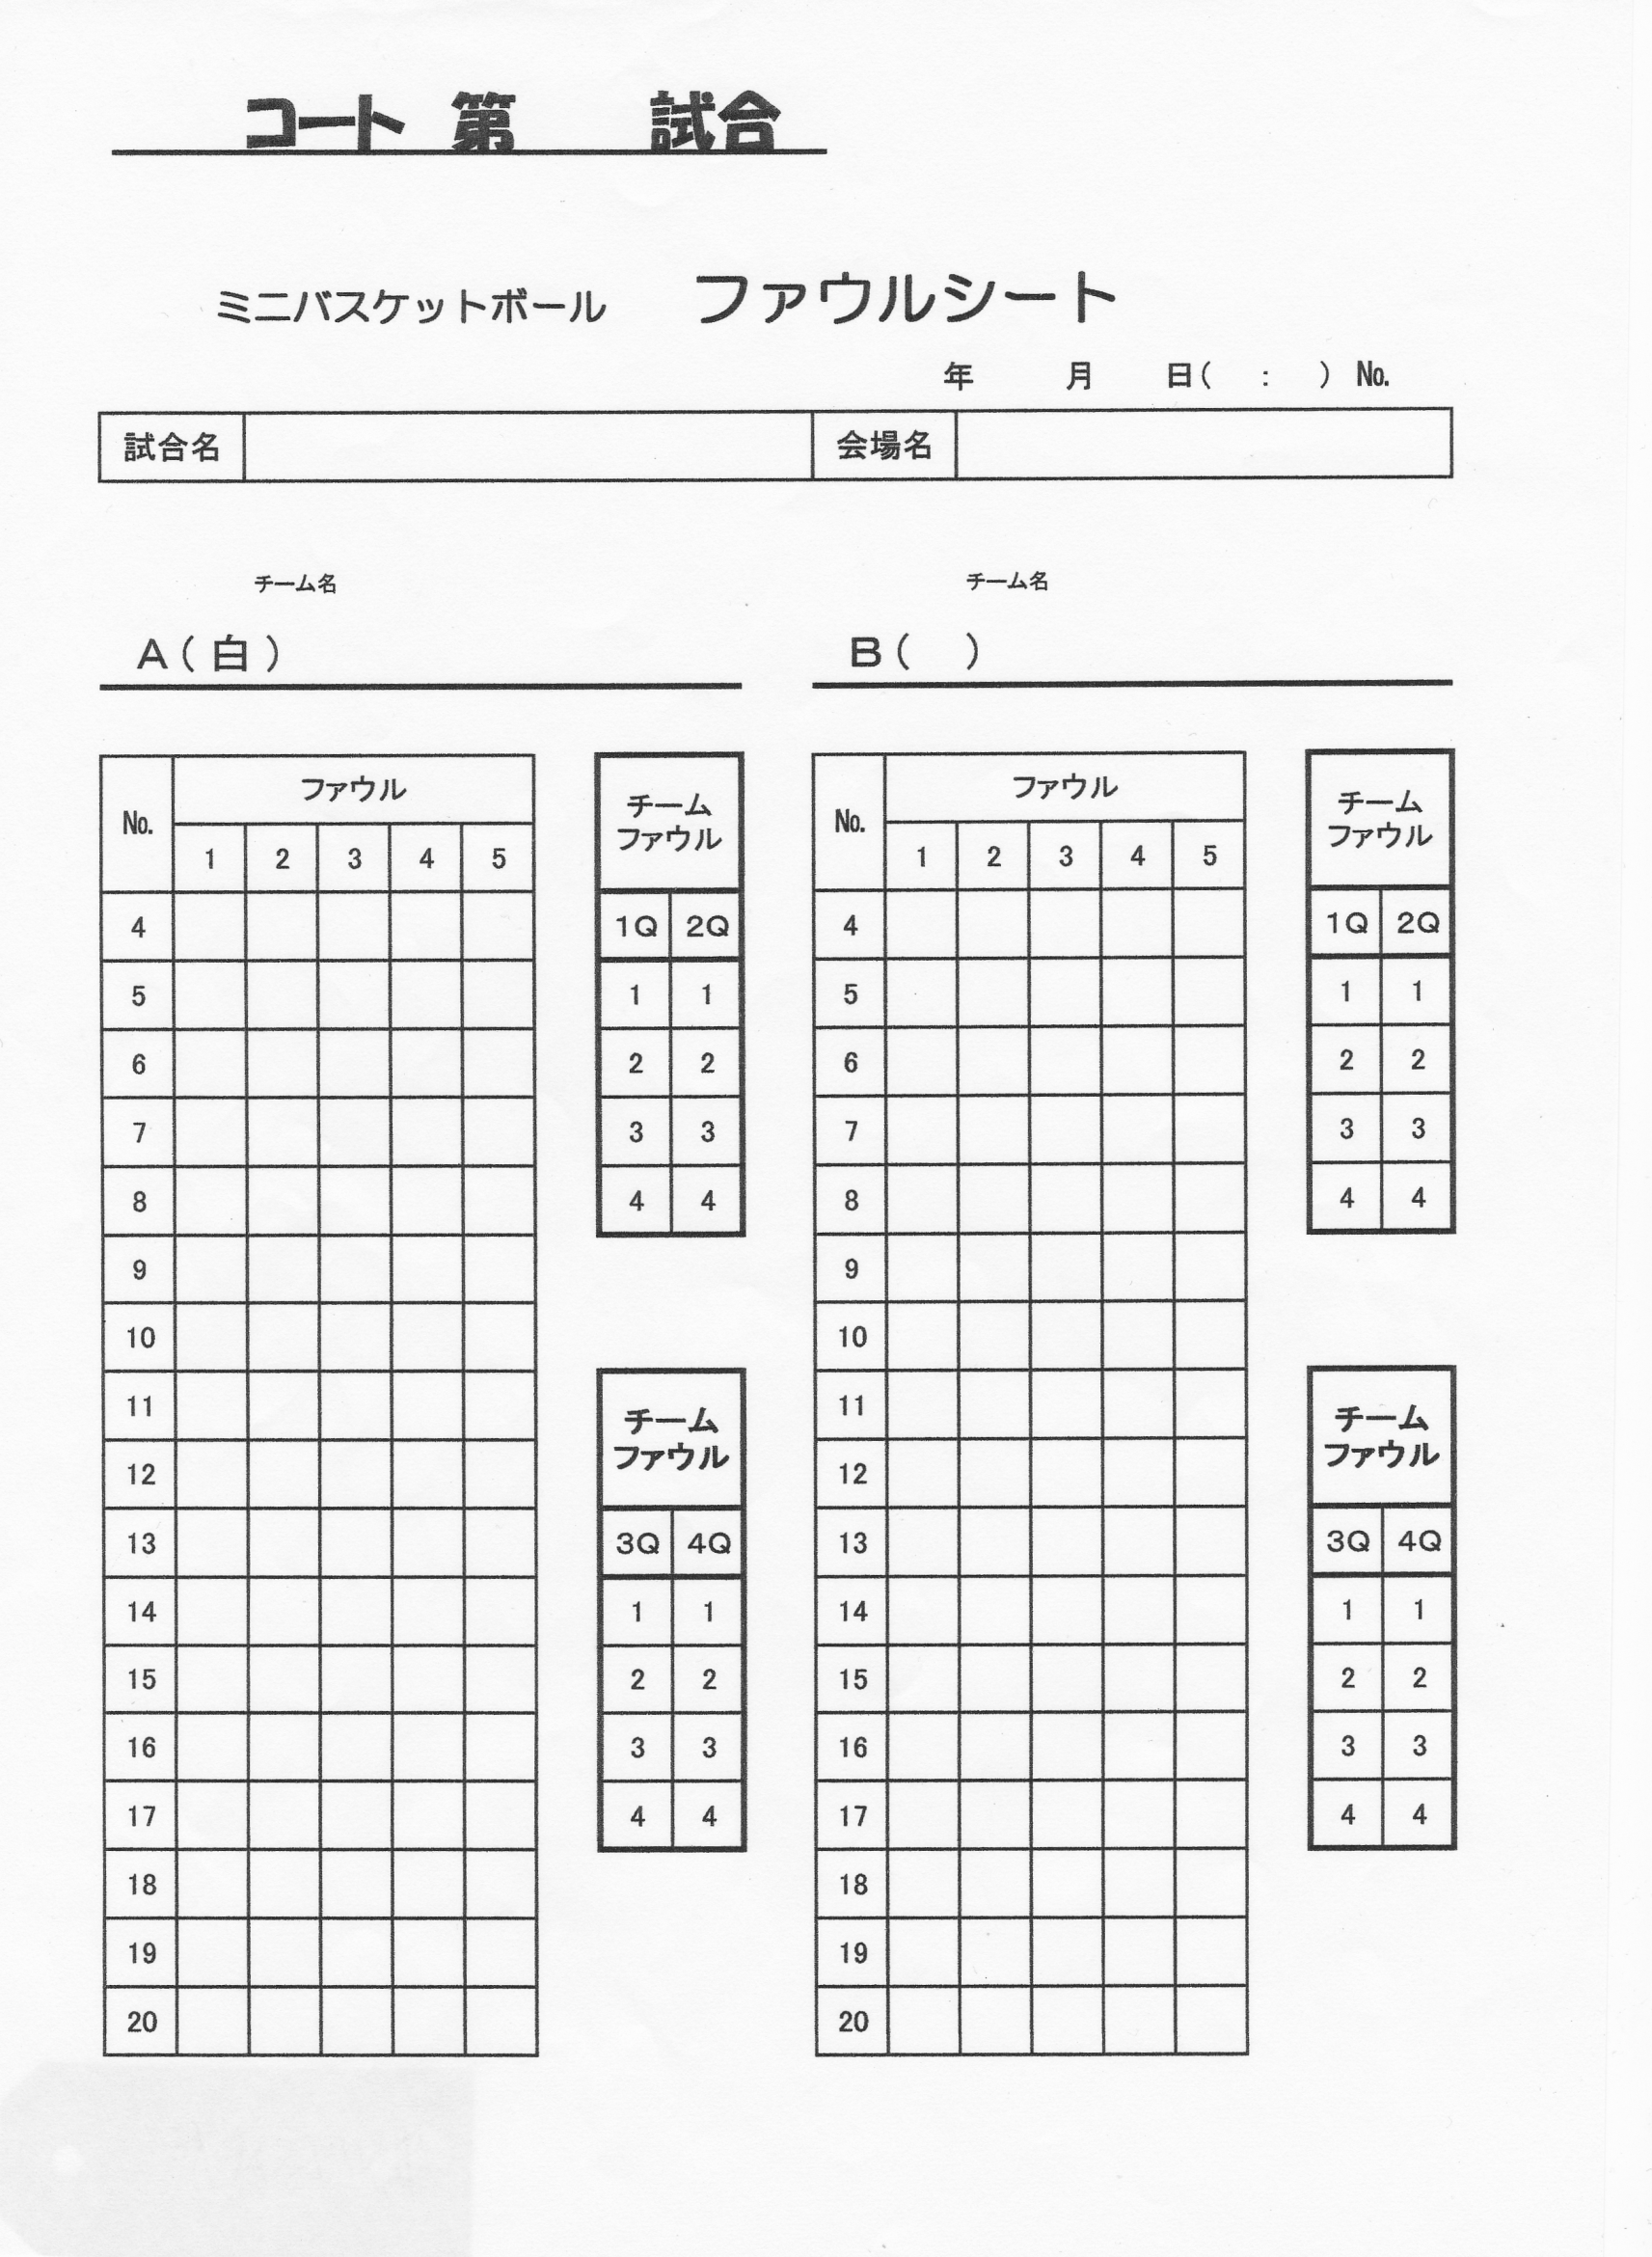 コート 第 試合
ミニバスケットボール ファウルシート
年 月 日( : ) №
試合名 会場名
チーム名
A( 白 )
№ ファウル
1 2 3 4 5
4
5
6
7
8
9
10
11
12
13
14
15
16
17
18
19
20
チーム
ファウル
1Q 2Q
1 1
2 2
3 3
4 4
チーム
ファウル
3Q 4Q
1 1
2 2
3 3
4 4
チーム名
B( )
№ ファウル
1 2 3 4 5
4
5
6
7
8
9
10
11
12
13
14
15
16
17
18
19
20
チーム
ファウル
1Q 2Q
1 1
2 2
3 3
4 4
チーム
ファウル
3Q 4Q
1 1
2 2
3 3
4 4